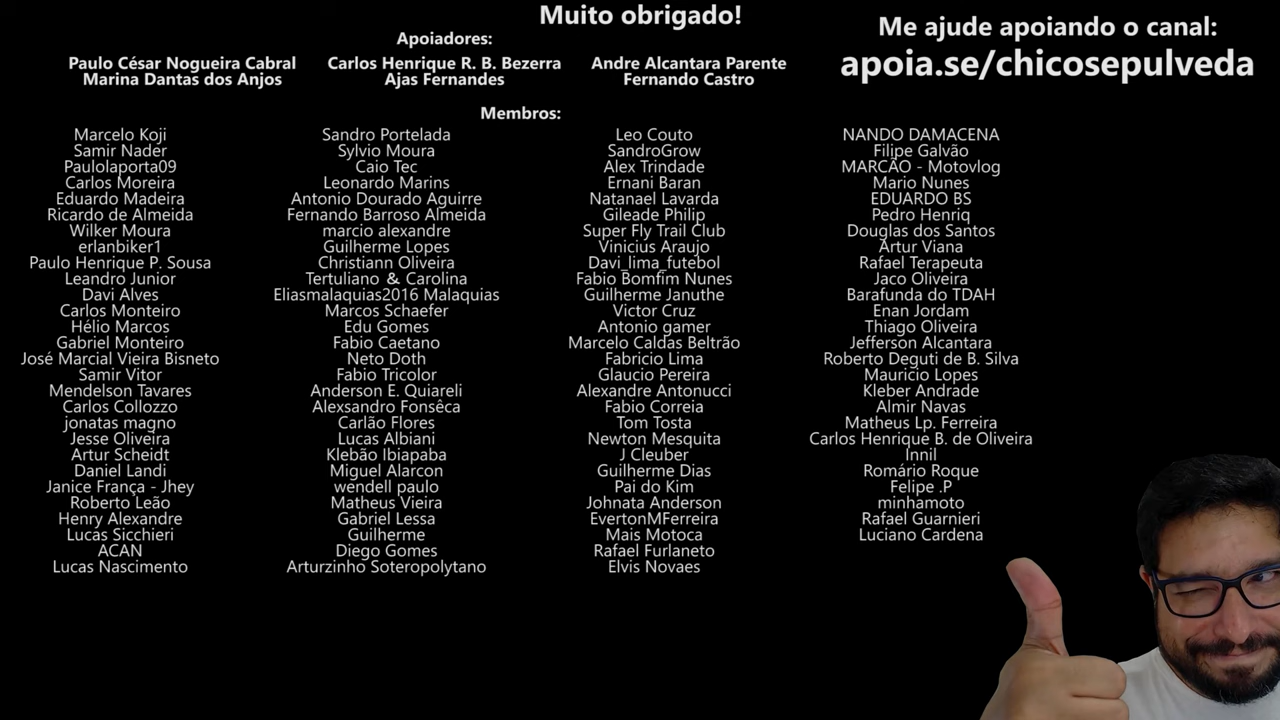 Muito obrigado!
Me ajude apoiando o canal:
apoia.se/chicosepulveda
Apoiadores:
Paulo César Nogueira Cabral
Marina Dantas dos Anjos
Carlos Henrique R. B. Bezerra
Ajas Fernandes
Andre Alcantara Parente
Fernando Castro
Membros:
Marcelo Koji
Samir Nader
Paulolaporta09
Carlos Moreira
Eduardo Madeira
Ricardo de Almeida
Wilker Moura
erlanbiker1
Paulo Henrique P. Sousa
Leandro Junior
Davi Alves
Carlos Monteiro
Hélio Marcos
Gabriel Monteiro
José Marcial Vieira Bisneto
Samir Vitor
Mendelson Tavares
Carlos Collozzo
jonatas magno
Jesse Oliveira
Artur Scheidt
Daniel Landi
Janice França - Jhey
Roberto Leão
Henry Alexandre
Lucas Sicchieri
ACAN
Lucas Nascimento
Sandro Portelada
Sylvio Moura
Caio Tec
Leonardo Marins
Antonio Dourado Aguirre
Fernando Barroso Almeida
marcio alexandre
Guilherme Lopes
Christiann Oliveira
Tertuliano & Carolina
Eliasmalaquias2016 Malaquias
Marcos Schaefer
Edu Gomes
Fabio Caetano
Neto Doth
Fabio Tricolor
Anderson E. Quiareli
Alexsandro Fonsêca
Carlão Flores
Lucas Albiani
Klebão Ibiapaba
Miguel Alarcon
wendell paulo
Matheus Vieira
Gabriel Lessa
Guilherme
Diego Gomes
Arturzinho Soteropolytano
Leo Couto
SandroGrow
Alex Trindade
Ernani Baran
Natanael Lavarda
Gileade Philip
Super Fly Trail Club
Vinicius Araujo
Davi_lima_futebol
Fabio Bomfim Nunes
Guilherme Januthe
Victor Cruz
Antonio gamer
Marcelo Caldas Beltrão
Fabricio Lima
Glaucio Pereira
Alexandre Antonucci
Fabio Correia
Tom Tosta
Newton Mesquita
J Cleuber
Guilherme Dias
Pai do Kim
Johnata Anderson
EvertonMFerreira
Mais Motoca
Rafael Furlaneto
Elvis Novaes
NANDO DAMACENA
Filipe Galvão
MARCÃO - Motovlog
Mario Nunes
EDUARDO BS
Pedro Henriq
Douglas dos Santos
Artur Viana
Rafael Terapeuta
Jaco Oliveira
Barafunda do TDAH
Enan Jordam
Thiago Oliveira
Jefferson Alcantara
Roberto Deguti de B. Silva
Mauricio Lopes
Kleber Andrade
Almir Navas
Matheus Lp. Ferreira
Carlos Henrique B. de Oliveira
Innil
Romário Roque
Felipe .P
minhamoto
Rafael Guarnieri
Luciano Cardena